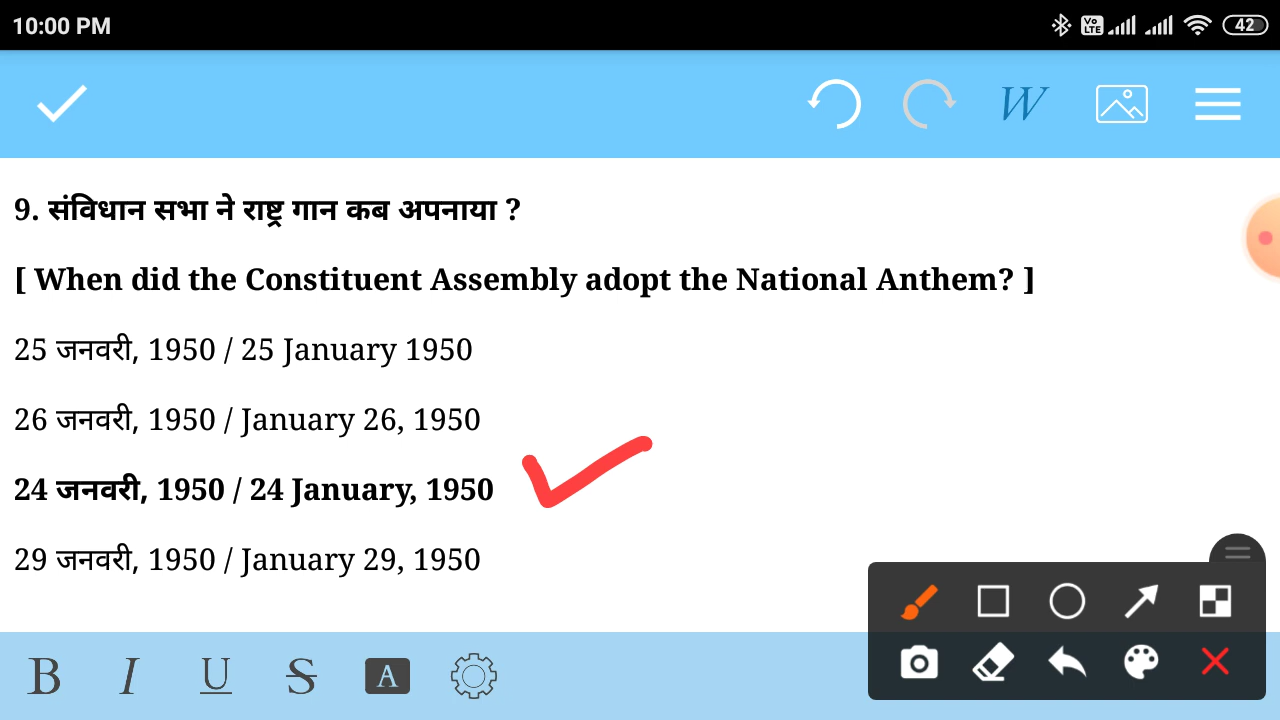 10:00 PM
Vo LTE
42
W
9. संविधान सभा ने राष्ट्र गान कब अपनाया ?
[ When did the Constituent Assembly adopt the National Anthem? ]
25 जनवरी, 1950 / 25 January 1950
26 जनवरी, 1950 / January 26, 1950
24 जनवरी, 1950 / 24 January, 1950
29 जनवरी, 1950 / January 29, 1950
B I U S A